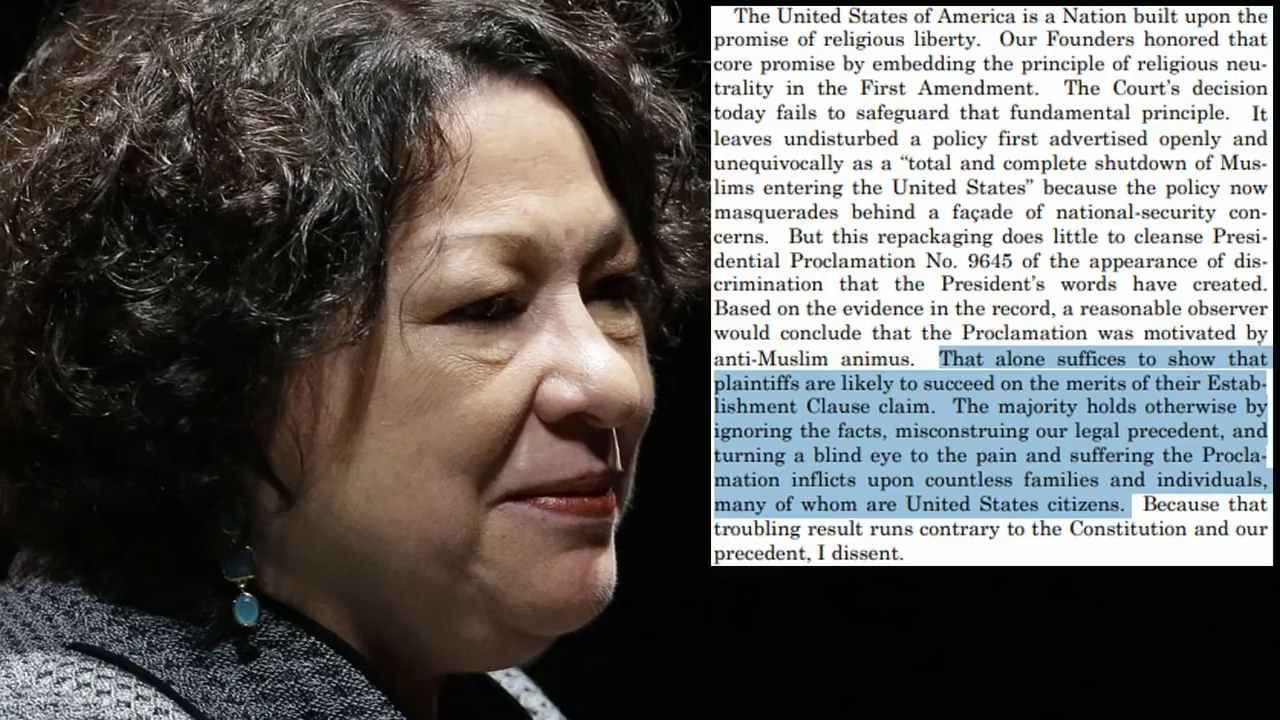 The United States of America is a Nation built upon the
promise of religious liberty. Our Founders honored that
core promise by embedding the principle of religious neu-
trality in the First Amendment. The Court's decision
today fails to safeguard that fundamental principle. It
leaves undisturbed a policy first advertised openly and
unequivocally as a “total and complete shutdown of Mus-
lims entering the United States” because the policy now
masquerades behind a façade of national-security con-
cerns. But this repackaging does little to cleanse Presi-
dential Proclamation No. 9645 of the appearance of dis-
crimination that the President's words have created.
Based on the evidence in the record, a reasonable observer
would conclude that the Proclamation was motivated by
anti-Muslim animus. That alone suffices to show that
plaintiffs are likely to succeed on the merits of their Estab-
lishment Clause claim. The majority holds otherwise by
ignoring the facts, misconstruing our legal precedent, and
turning a blind eye to the pain and suffering the Procla-
mation inflicts upon countless families and individuals,
many of whom are United States citizens. Because that
troubling result runs contrary to the Constitution and our
precedent, I dissent.